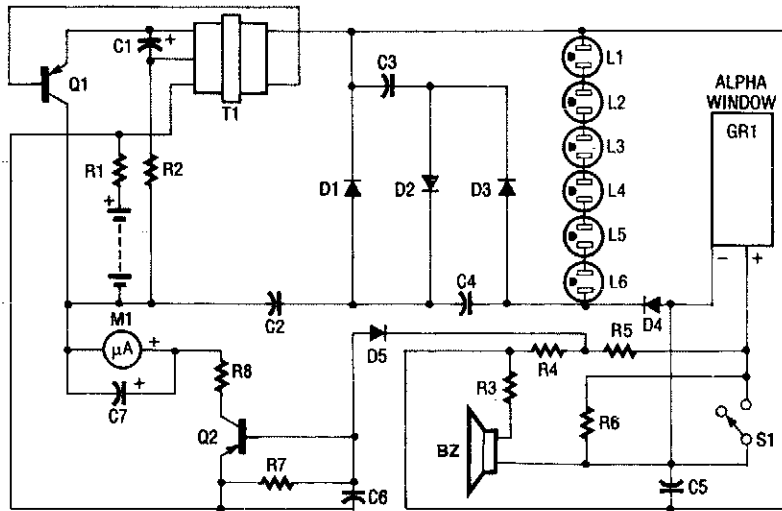 C1
+
Q1
T1
C3
L1
L2
L3
L4
L5
L6
ALPHA
WINDOW
GR1
- +
R1
R2
+
D1
D2
D3
C2
C4
D4
M1
µA
+
C7
+
R8
D5
R5
R4
R3
R6
S1
BZ
Q2
R7
C6
C5